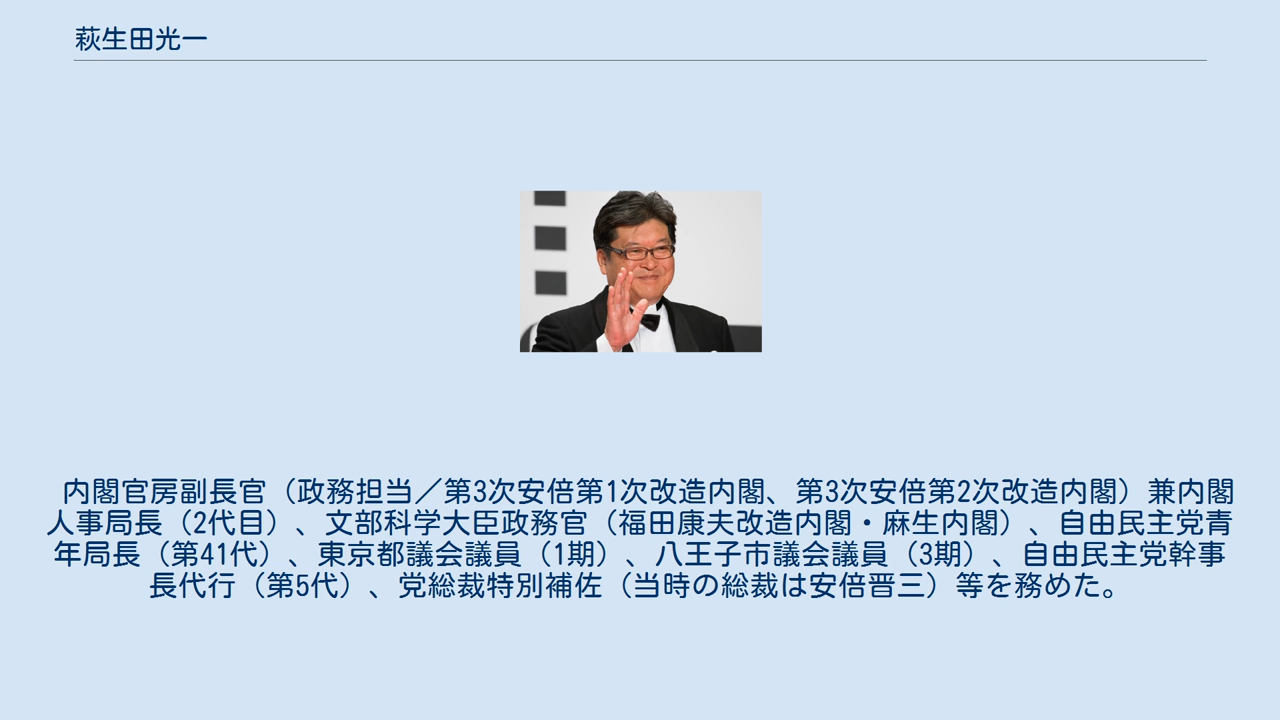 萩生田光一
内閣官房副長官（政務担当／第3次安倍第1次改造内閣、第3次安倍第2次改造内閣）兼内閣
人事局長（2代目）、文部科学大臣政務官（福田康夫改造内閣・麻生内閣）、自由民主党青
年局長（第41代）、東京都議会議員（1期）、八王子市議会議員（3期）、自由民主党幹事
長代行（第5代）、党総裁特別補佐（当時の総裁は安倍晋三）等を務めた。